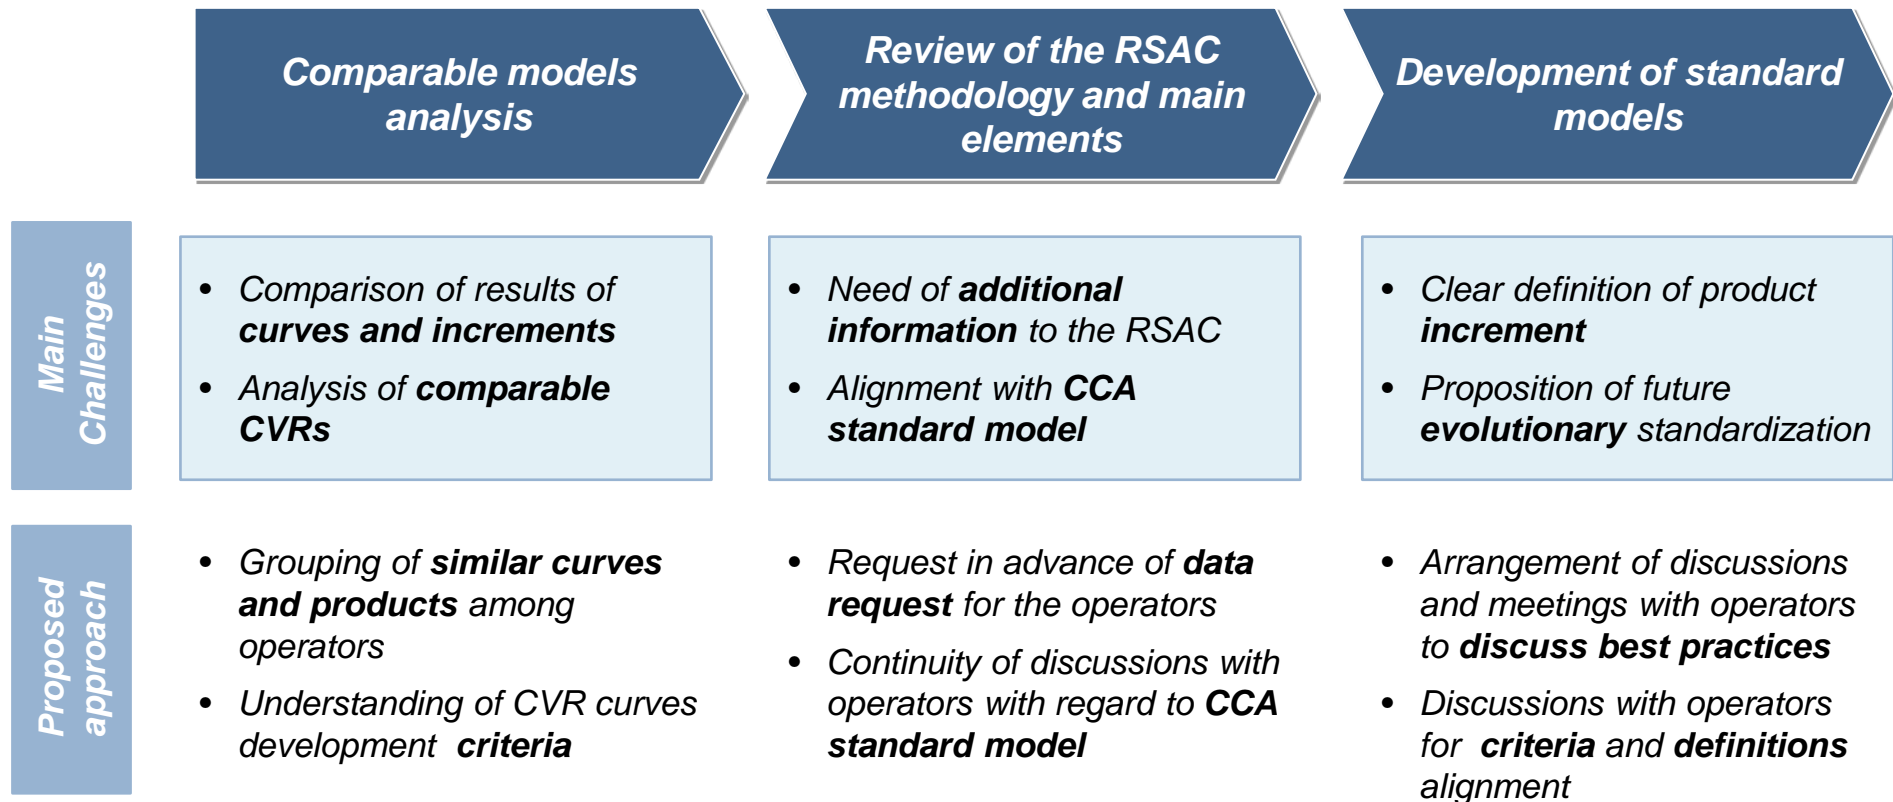 Comparable models
analysis
Review of the RSAC
methodology and main
elements
Development of standard
models
Main
Challenges
• Comparison of results of
curves and increments
• Analysis of comparable
CVRs
• Need of additional
information to the RSAC
• Alignment with CCA
standard model
• Clear definition of product
increment
• Proposition of future
evolutionary standardization
Proposed
approach
• Grouping of similar curves
and products among
operators
• Understanding of CVR curves
development criteria
• Request in advance of data
request for the operators
• Continuity of discussions with
operators with regard to CCA
standard model
• Arrangement of discussions
and meetings with operators
to discuss best practices
• Discussions with operators
for criteria and definitions
alignment